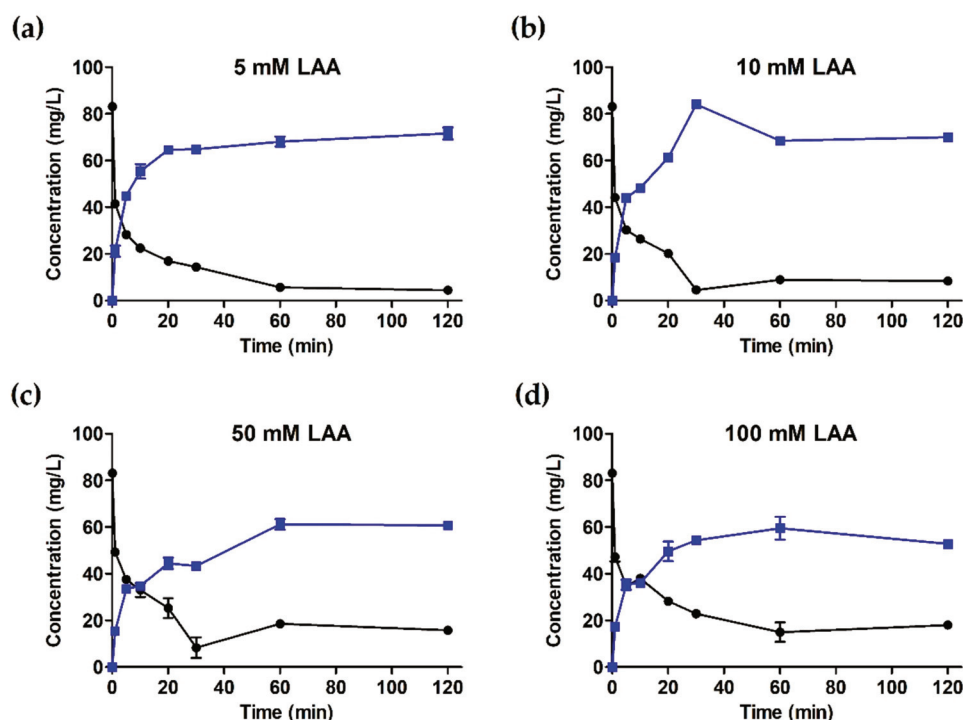 (a)
5 mM LAA
Concentration (mg/L)
100
80
60
40
20
0
0 20 40 60 80 100 120
Time (min)
(b)
10 mM LAA
Concentration (mg/L)
100
80
60
40
20
0
0 20 40 60 80 100 120
Time (min)
(c)
50 mM LAA
Concentration (mg/L)
100
80
60
40
20
0
0 20 40 60 80 100 120
Time (min)
(d)
100 mM LAA
Concentration (mg/L)
100
80
60
40
20
0
0 20 40 60 80 100 120
Time (min)